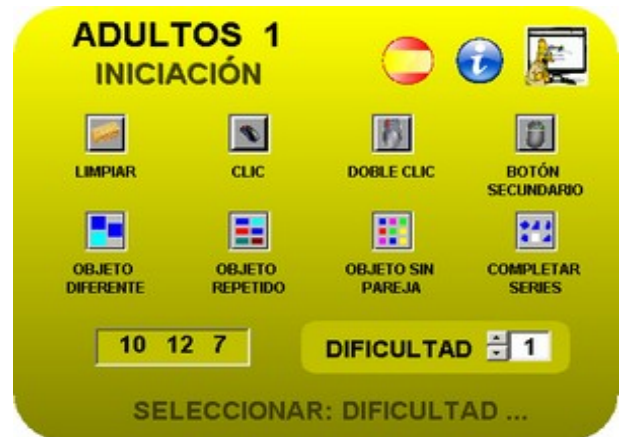 ADULTOS 1
INICIACIÓN
LIMPIAR
CLIC
DOBLE CLIC
BOTÓN
SECUNDARIO
OBJETO
DIFERENTE
OBJETO
REPETIDO
OBJETO SIN
PAREJA
COMPLETAR
SERIES
10 12 7
DIFICULTAD 1
SELECCIONAR: DIFICULTAD ...